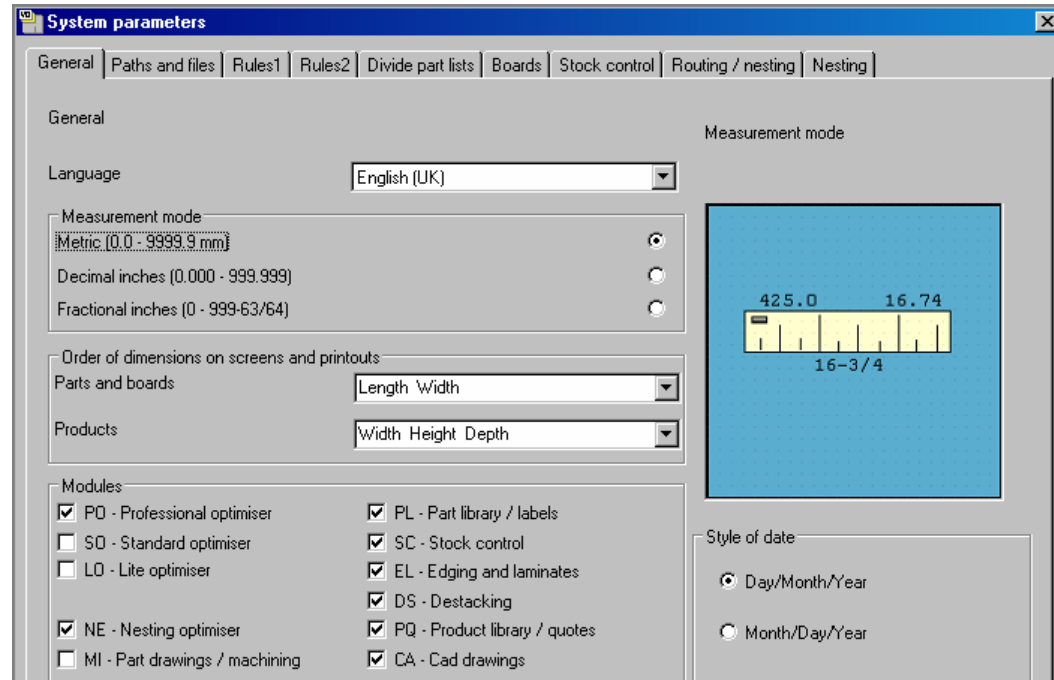 System parameters
General Paths and files Rules1 Rules2 Divide part lists Boards Stock control Routing / nesting Nesting
General
Measurement mode
Language English (UK)
Measurement mode
Metric (0.0 - 9999.9 mm)
Decimal inches (0.000 - 999.999)
Fractional inches (0 - 999-63/64)
425.0 16.74
16-3/4
Order of dimensions on screens and printouts
Parts and boards Length Width
Products Width Height Depth
Modules
PO - Professional optimiser PL - Part library / labels
SO - Standard optimiser SC - Stock control
LO - Lite optimiser EL - Edging and laminates
DS - Destacking
NE - Nesting optimiser PQ - Product library / quotes
MI - Part drawings / machining CA - Cad drawings
Style of date
Day/Month/Year
Month/Day/Year